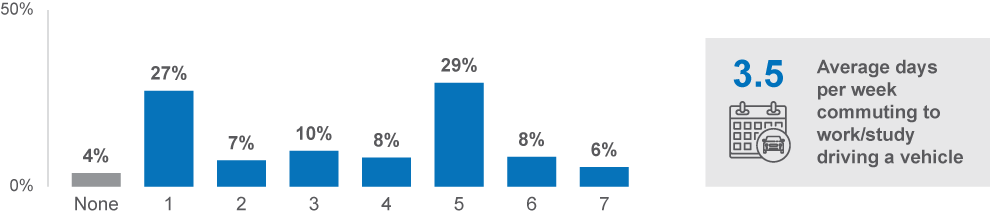 50%
27%
29%
10%
7%
8%
8%
6%
4%
0%
None 1 2 3 4 5 6 7
3.5
Average days
per week
commuting to
work/study
driving a vehicle